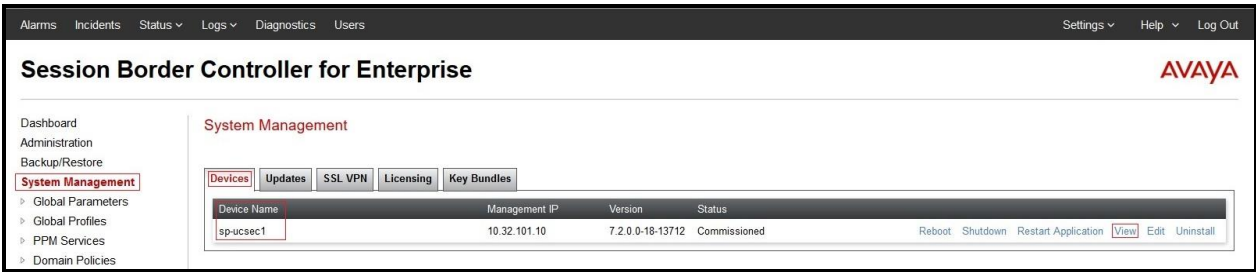 Alarms Incidents Status Logs Diagnostics Users Settings Help Log Out
Session Border Controller for Enterprise AVAYA
Dashboard
Administration
Backup/Restore
System Management
Global Parameters
Global Profiles
PPM Services
Domain Policies
System Management
Devices Updates SSL VPN Licensing Key Bundles
Device Name Management IP Version Status
sp-ucsec1 10.32.101.10 7.2.0.0-18-13712 Commissioned Reboot Shutdown Restart Application View Edit Uninstall